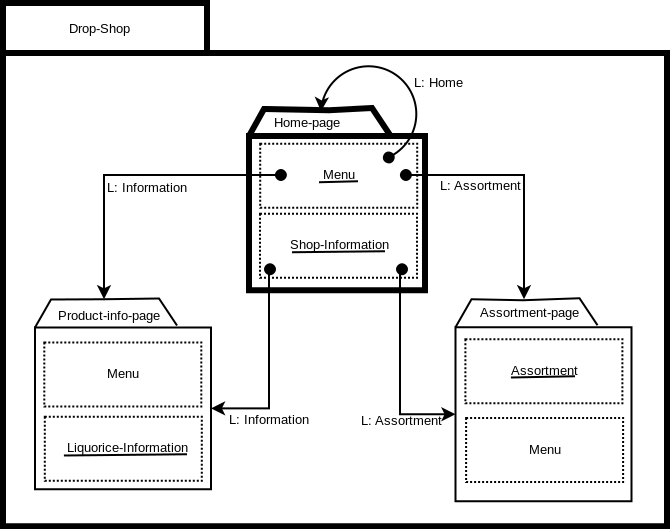 Drop-Shop
L: Home
Home-page
Menu
L: Information
L: Assortment
Shop-Information
Product-info-page
Assortment-page
Menu
Assortment
L: Information
L: Assortment
Liquorice-Information
Menu